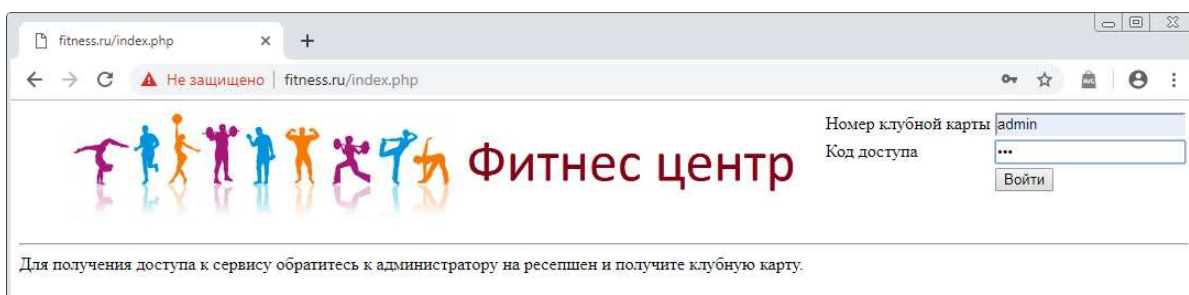 fitness.ru/index.php
Не защищено | fitness.ru/index.php
Номер клубной карты admin
Код доступа •••
Войти
Фитнес центр
Для получения доступа к сервису обратитесь к администратору на ресепшен и получите клубную карту.